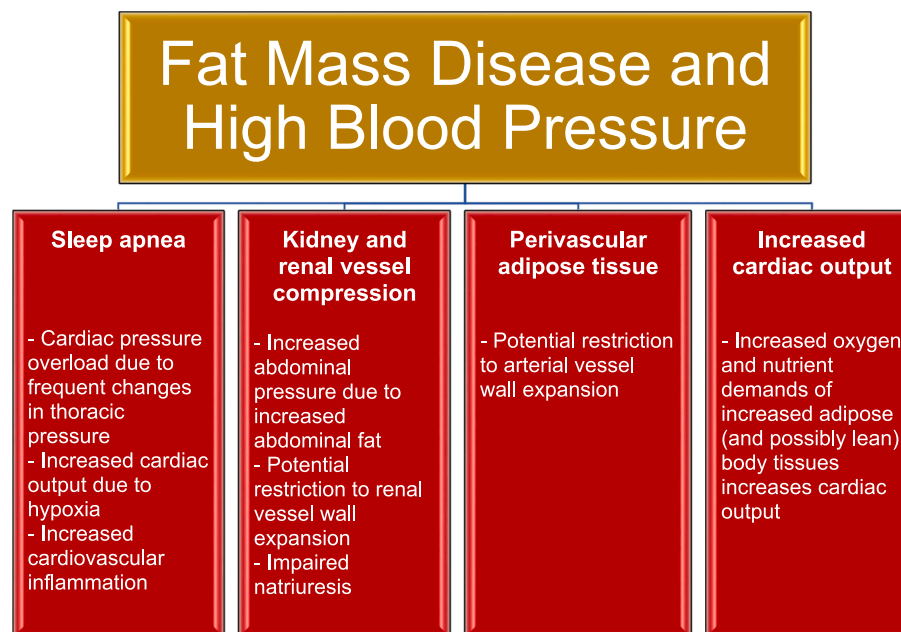 Fat Mass Disease and
High Blood Pressure
Sleep apnea
- Cardiac pressure
overload due to
frequent changes
in thoracic
pressure
- Increased cardiac
output due to
hypoxia
- Increased
cardiovascular
inflammation
Kidney and
renal vessel
compression
- Increased
abdominal
pressure due to
increased
abdominal fat
- Potential
restriction to renal
vessel wall
expansion
- Impaired
natriuresis
Perivascular
adipose tissue
- Potential restriction
to arterial vessel
wall expansion
Increased
cardiac output
- Increased oxygen
and nutrient
demands of
increased adipose
(and possibly lean)
body tissues
increases cardiac
output